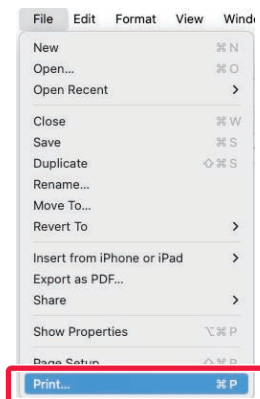 File Edit Format View
New ⌘ N
Open... ⌘ O
Open Recent >
Close ⌘ W
Save ⌘ S
Duplicate ⇧ ⌘ S
Rename...
Move To...
Revert To >
Insert from iPhone or iPad >
Export as PDF...
Share >
Show Properties ⌥ ⌘ P
Page Setup ⇧ ⌘ P
Print... ⌘ P